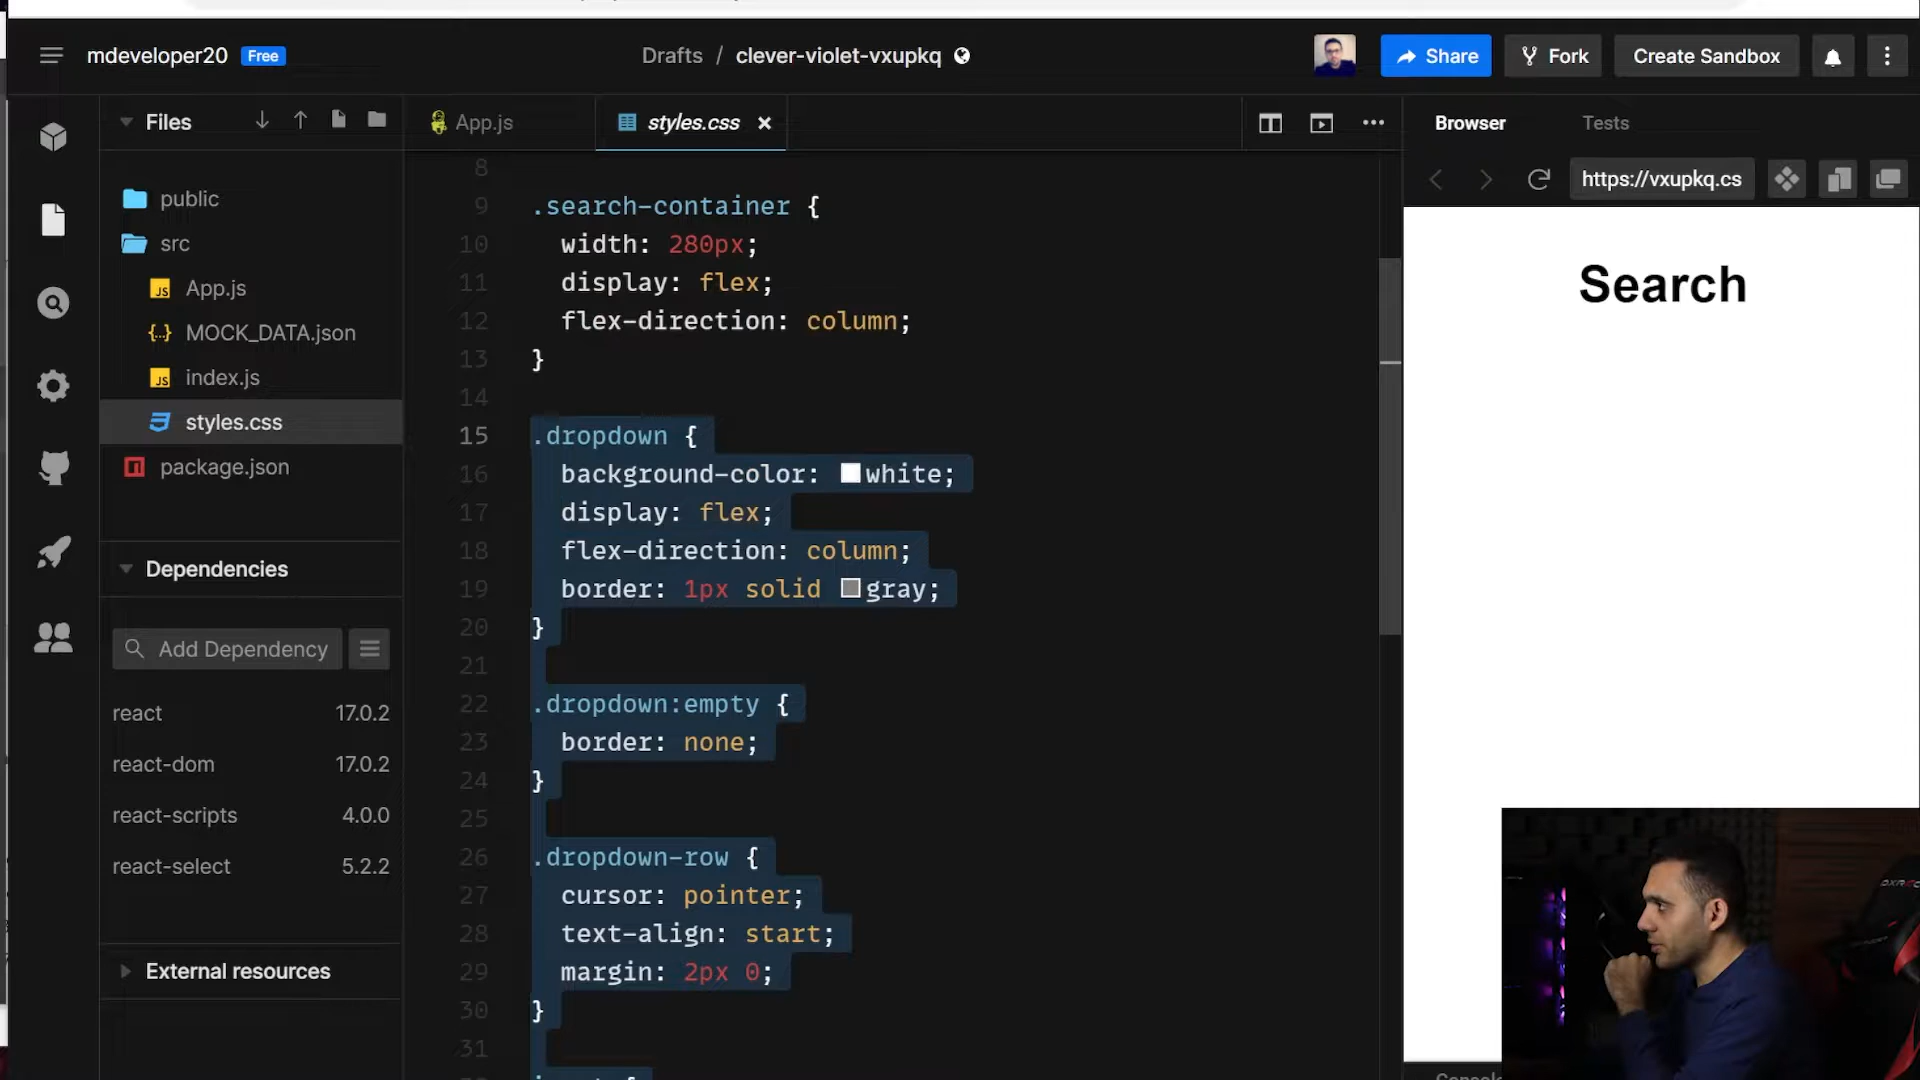 mdeveloper20 Free
Drafts / clever-violet-vxupkq
Share
Fork
Create Sandbox
Files
App.js
styles.css
Browser
Tests
https://vxupkq.cs
public
src
JS App.js
{..} MOCK_DATA.json
JS index.js
styles.css
package.json
Dependencies
Add Dependency
react 17.0.2
react-dom 17.0.2
react-scripts 4.0.0
react-select 5.2.2
External resources
8
9 .search-container {
10 width: 280px;
11 display: flex;
12 flex-direction: column;
13 }
14
15 .dropdown {
16 background-color: white;
17 display: flex;
18 flex-direction: column;
19 border: 1px solid gray;
20 }
21
22 .dropdown:empty {
23 border: none;
24 }
25
26 .dropdown-row {
27 cursor: pointer;
28 text-align: start;
29 margin: 2px 0;
30 }
31
Search